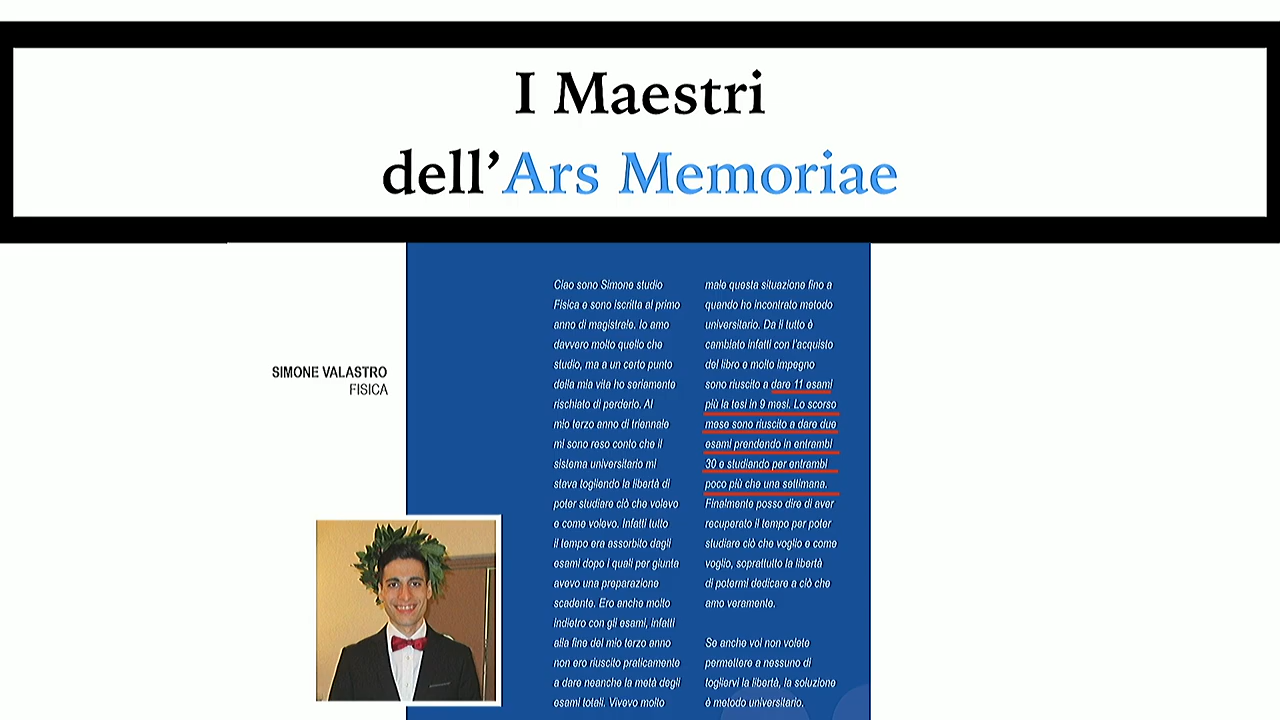 I Maestri
dell’Ars Memoriae
SIMONE VALASTRO
FISICA
Ciao sono Simone studio
Fisica e sono iscritto al primo
anno di magistrale. Io amo
davvero molto quello che
studio, ma a un certo punto
della mia vita ho seriamente
rischiato di perderlo. Al
mio terzo anno di triennale
mi sono reso conto che il
sistema universitario mi
stava togliendo la libertà di
poter studiare ciò che volevo
e come volevo. Infatti tutto
il tempo era assorbito dagli
esami dopo i quali per giunta
avevo una preparazione
scadente. Ero anche molto
indietro con gli esami, infatti
alla fine del mio terzo anno
non ero riuscito praticamente
a dare neanche la metà degli
esami totali. Vivevo molto
male questa situazione fino a
quando ho incontrato metodo
universitario. Da lì tutto è
cambiato infatti con l'acquisto
del libro e molto impegno
sono riuscito a dare 11 esami
più la tesi in 9 mesi. Lo scorso
mese sono riuscito a dare due
esami prendendo in entrambi
30 e studiando per entrambi
poco più che una settimana.
Finalmente posso dire di aver
recuperato il tempo per poter
studiare ciò che voglio e come
voglio, soprattutto la libertà
di potermi dedicare a ciò che
amo veramente.
Se anche voi non volete
permettere a nessuno di
togliervi la libertà, la soluzione
è metodo universitario.